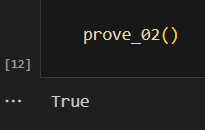 prove_02()
[12]
... True